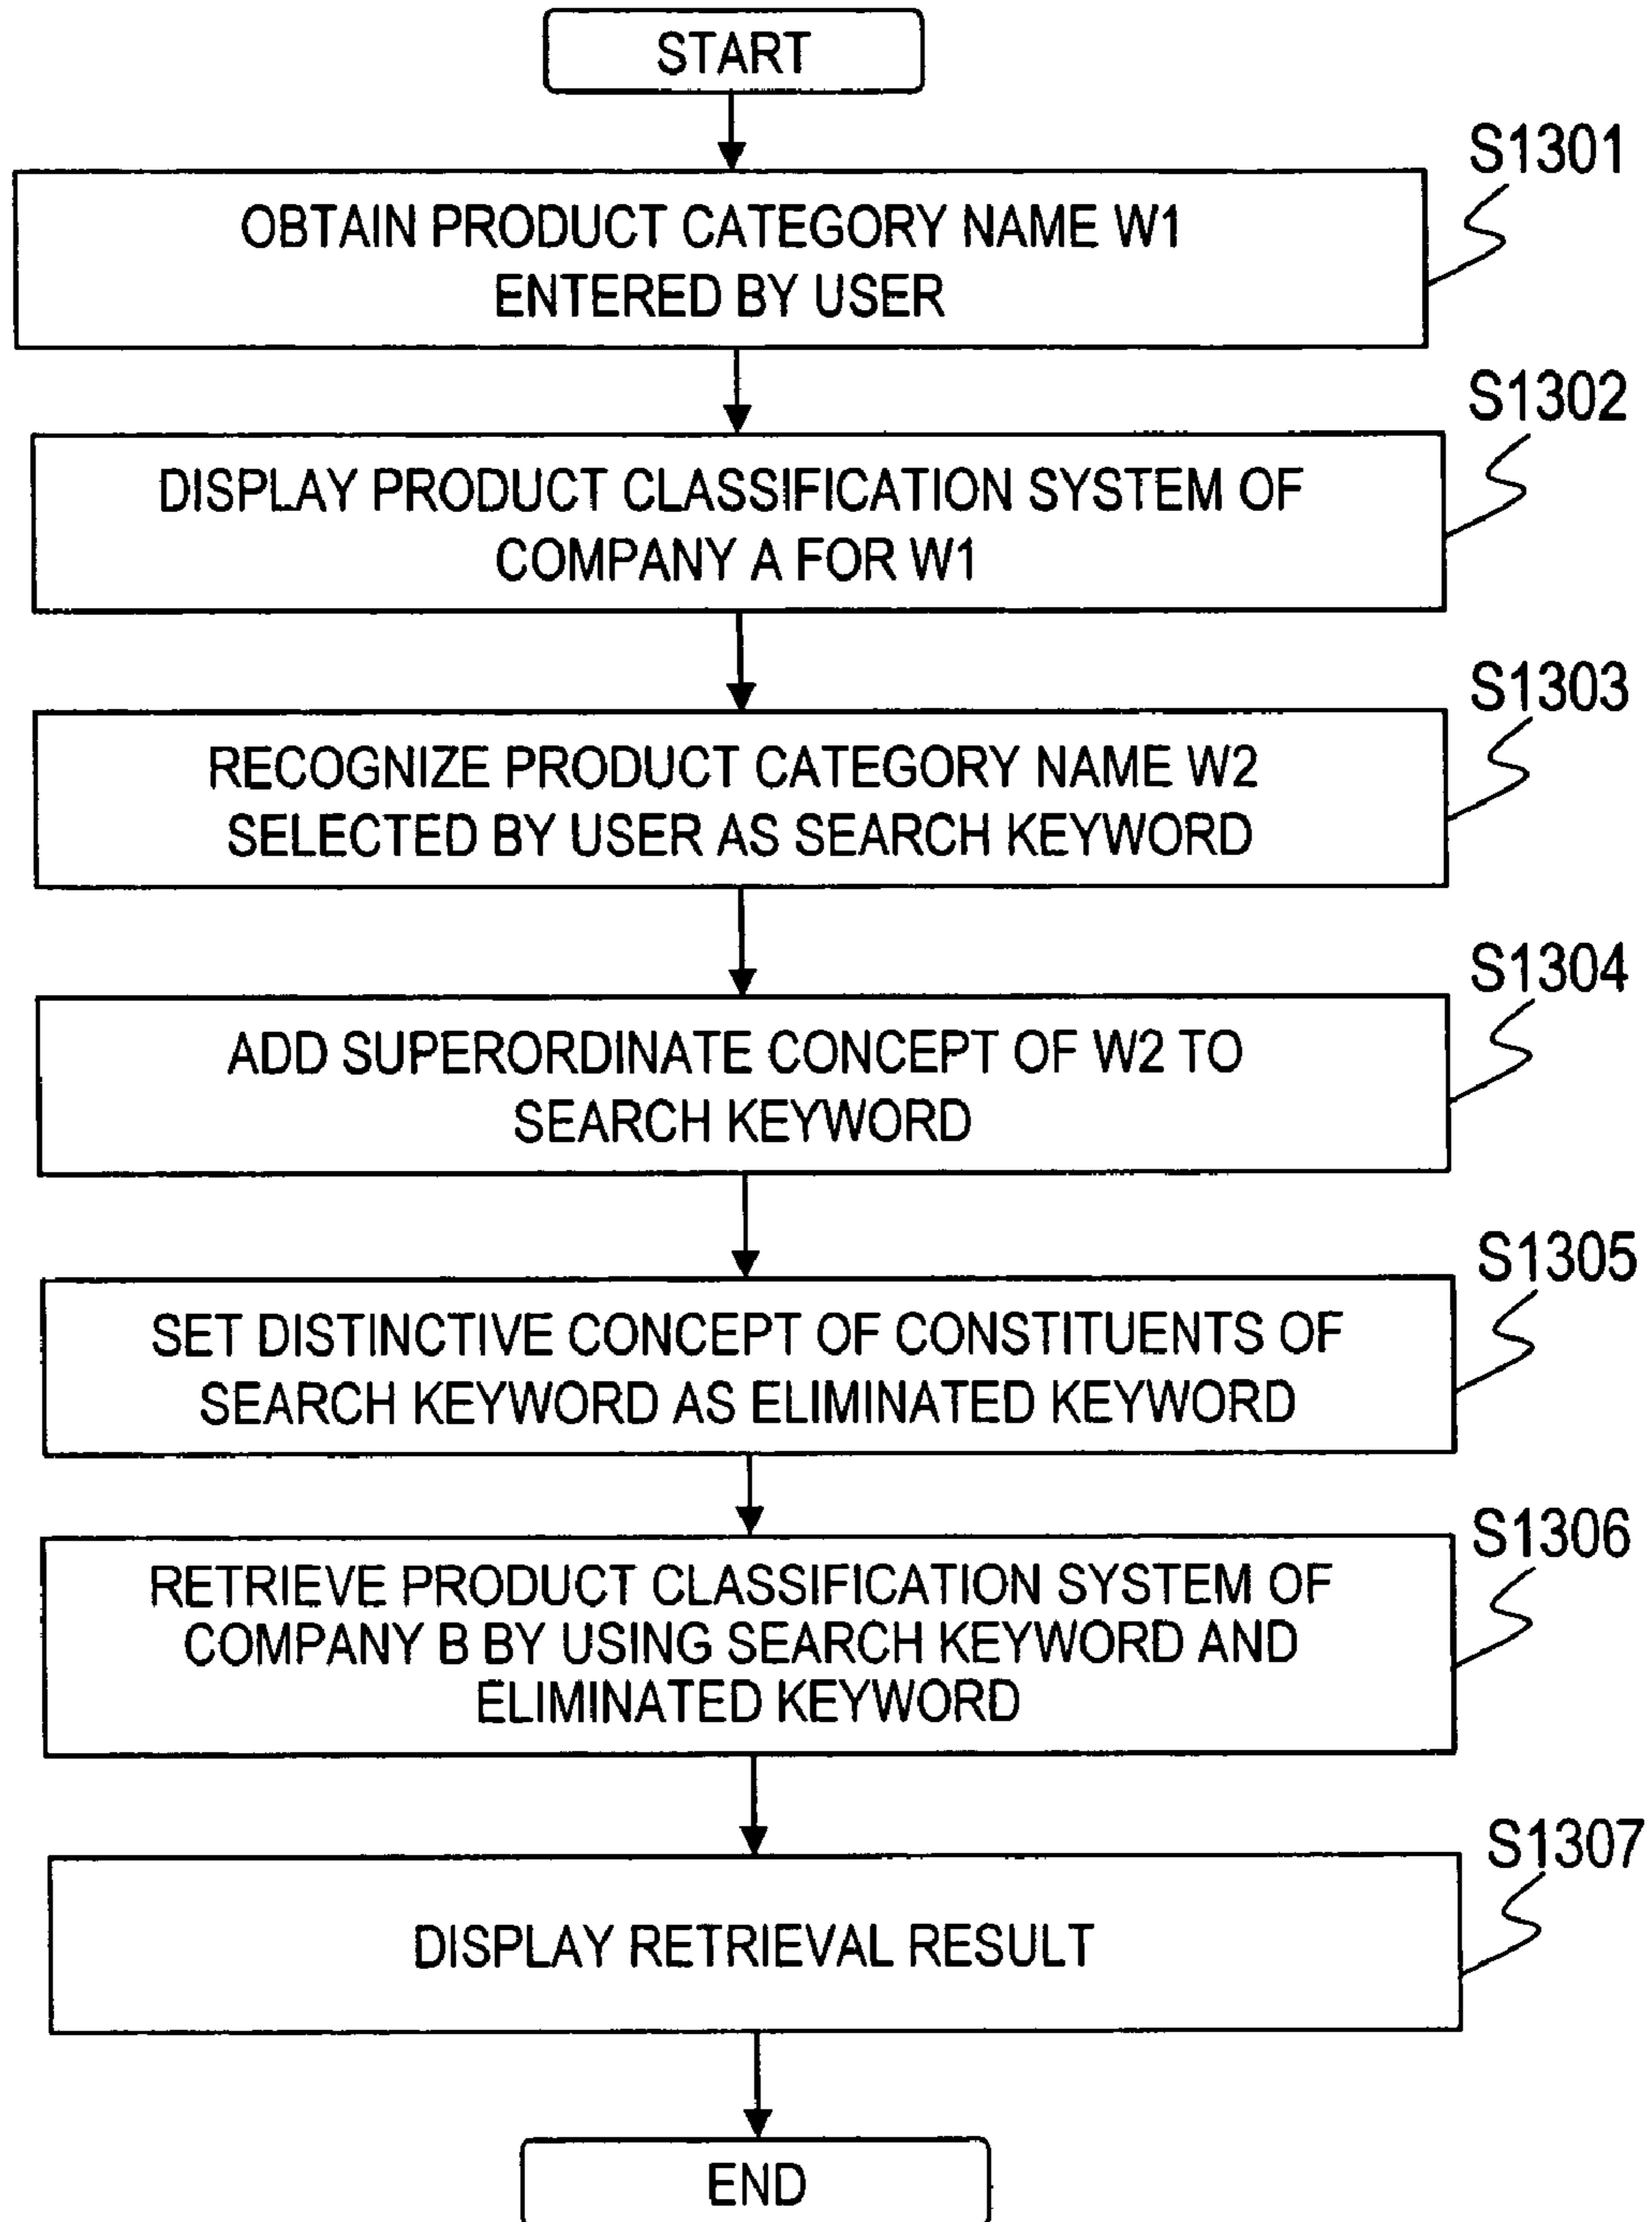 START
S1301
OBTAIN PRODUCT CATEGORY NAME W1
ENTERED BY USER
S1302
DISPLAY PRODUCT CLASSIFICATION SYSTEM OF
COMPANY A FOR W1
S1303
RECOGNIZE PRODUCT CATEGORY NAME W2
SELECTED BY USER AS SEARCH KEYWORD
S1304
ADD SUPERORDINATE CONCEPT OF W2 TO
SEARCH KEYWORD
S1305
SET DISTINCTIVE CONCEPT OF CONSTITUENTS OF
SEARCH KEYWORD AS ELIMINATED KEYWORD
S1306
RETRIEVE PRODUCT CLASSIFICATION SYSTEM OF
COMPANY B BY USING SEARCH KEYWORD AND
ELIMINATED KEYWORD
S1307
DISPLAY RETRIEVAL RESULT
END